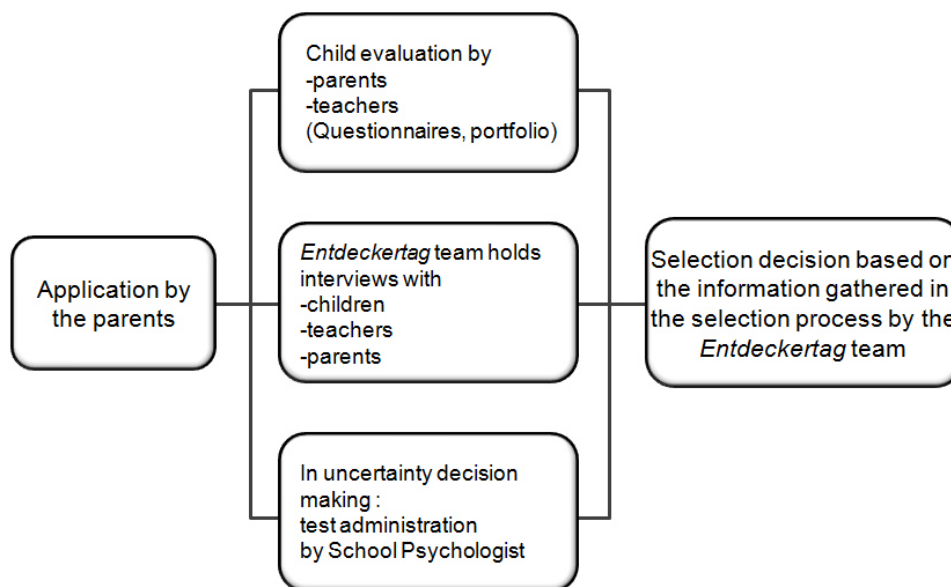 Child evaluation by
-parents
-teachers
(Questionnaires, portfolio)
Application by
the parents
Entdeckertag team holds
interviews with
-children
-teachers
-parents
In uncertainty decision
making :
test administration
by School Psychologist
Selection decision based on
the information gathered in
the selection process by the
Entdeckertag team